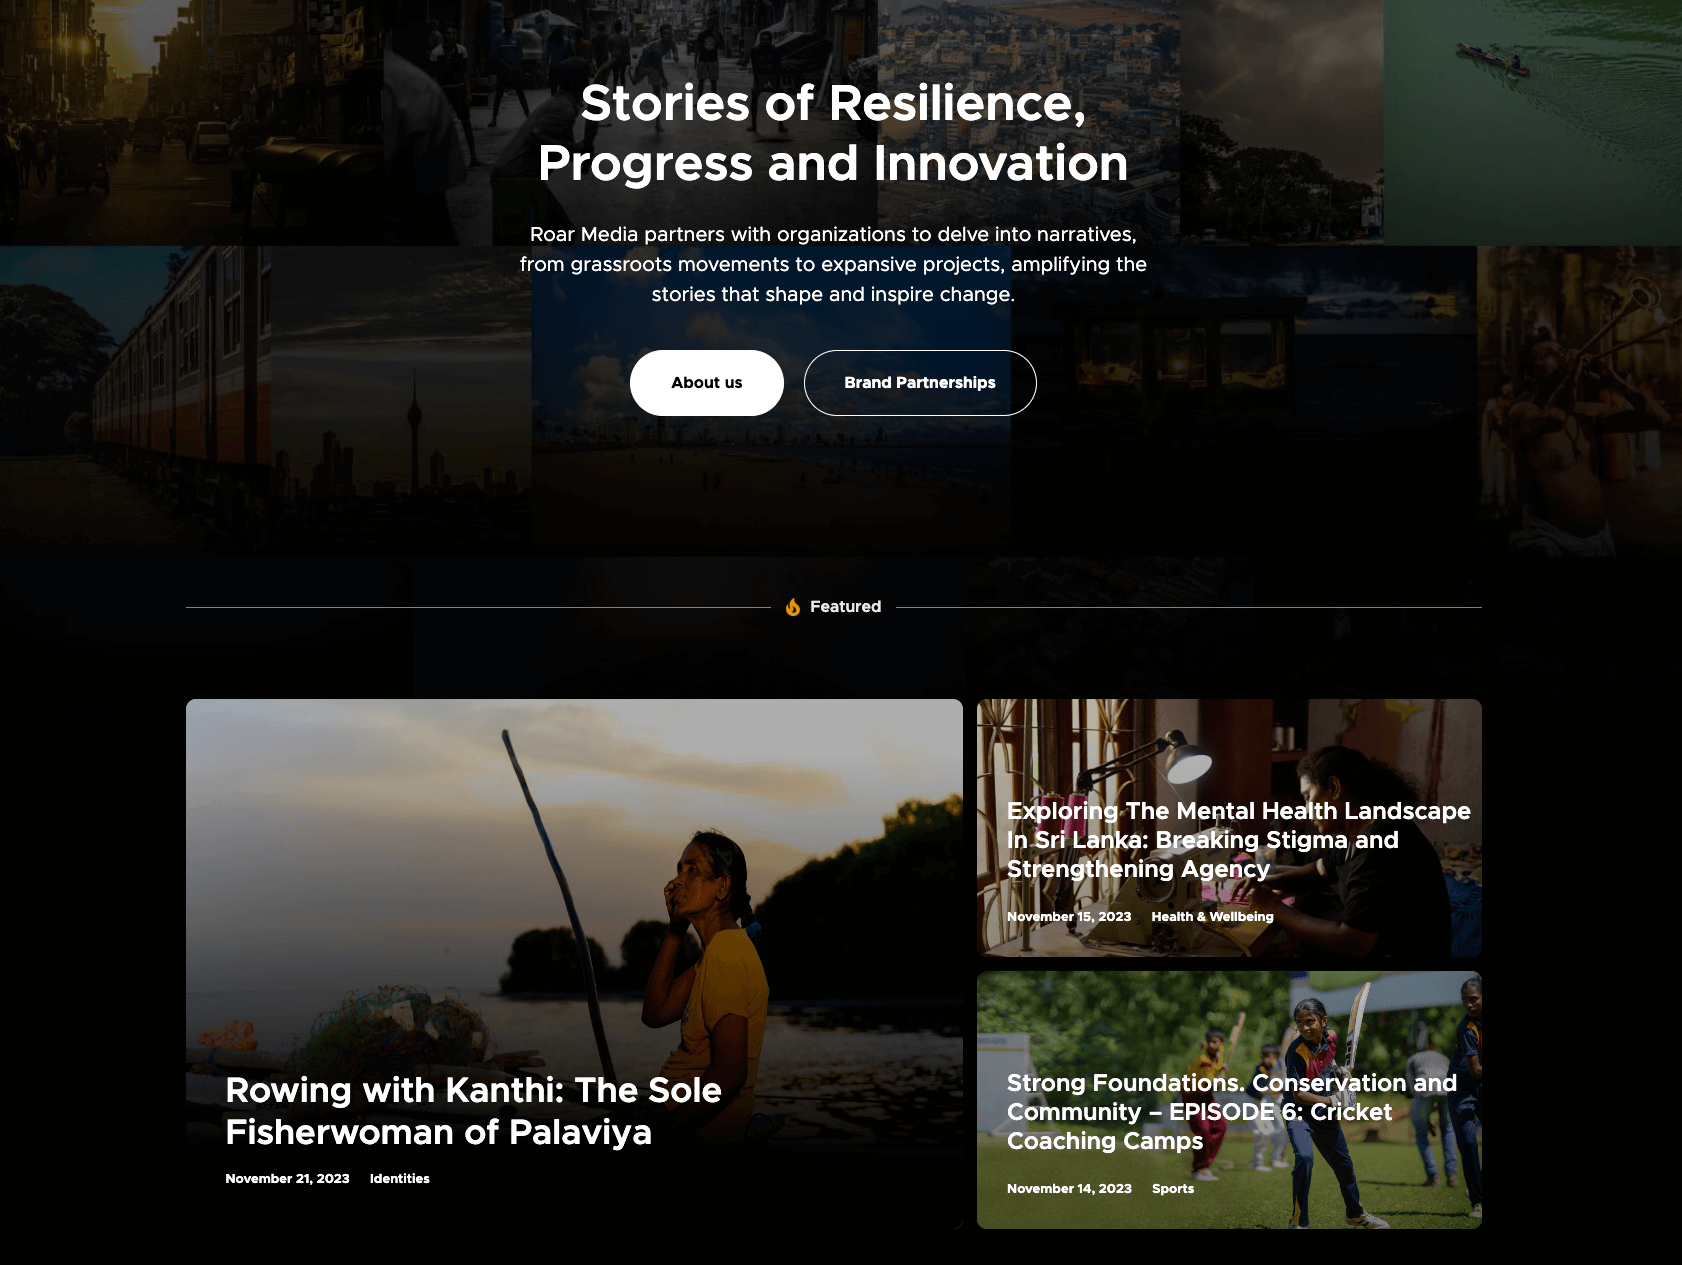 Stories of Resilience,
Progress and Innovation
Roar Media partners with organizations to delve into narratives,
from grassroots movements to expansive projects, amplifying the
stories that shape and inspire change.
About us
Brand Partnerships
Featured
Rowing with Kanthi: The Sole
Fisherwoman of Palaviya
November 21, 2023 Identities
Exploring The Mental Health Landscape
In Sri Lanka: Breaking Stigma and
Strengthening Agency
November 15, 2023 Health & Wellbeing
Strong Foundations. Conservation and
Community – EPISODE 6: Cricket
Coaching Camps
November 14, 2023 Sports